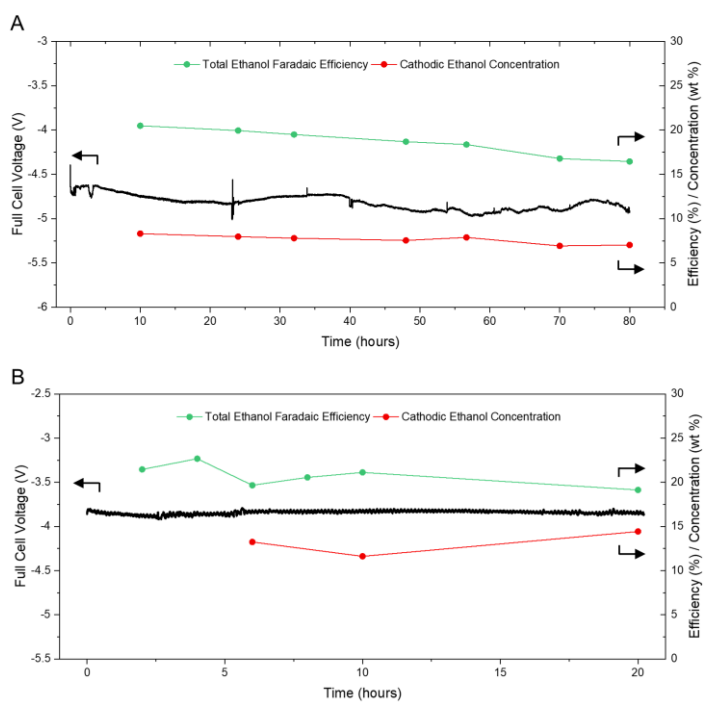 A
Total Ethanol Faradaic Efficiency
Cathodic Ethanol Concentration
Full Cell Voltage (V)
-3
-3.5
-4
-4.5
-5
-5.5
-6
Efficiency (%) / Concentration (wt %)
30
25
20
15
10
5
0
0 10 20 30 40 50 60 70 80
Time (hours)
B
Total Ethanol Faradaic Efficiency
Cathodic Ethanol Concentration
Full Cell Voltage (V)
-2.5
-3
-3.5
-4
-4.5
-5
-5.5
Efficiency (%) / Concentration (wt %)
30
25
20
15
10
5
0
0 5 10 15 20
Time (hours)